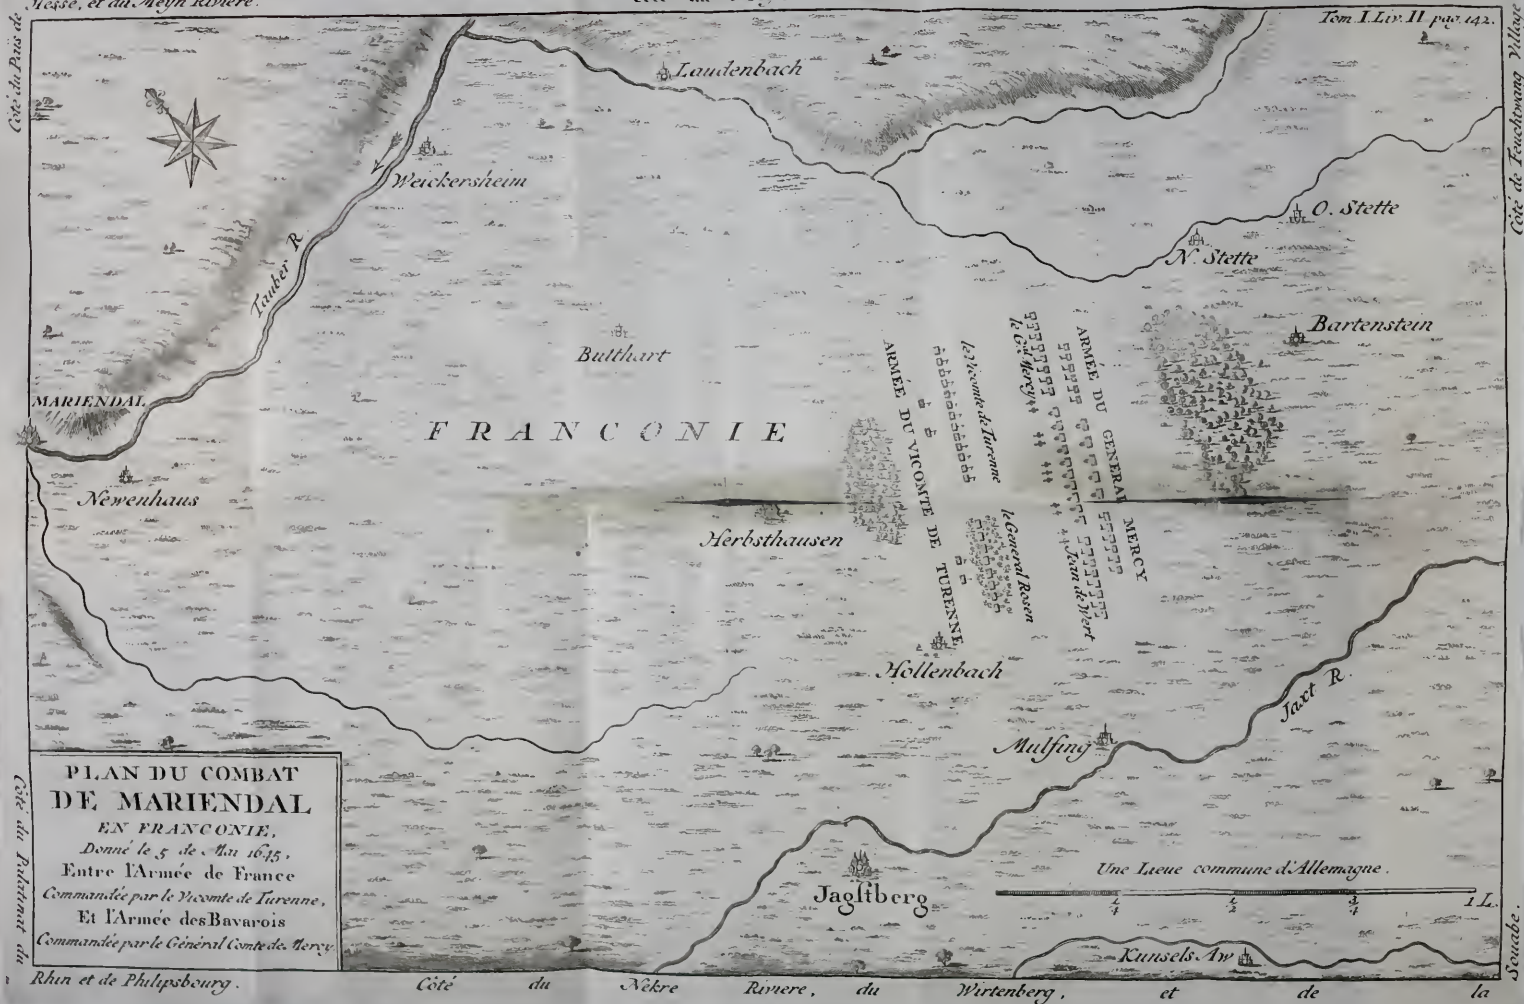 Hesse, et du Meyn Riviere.
Tom I. Liv. II pag. 142.
Côté du Païs de
Côté de Feuchtwang Village
Laudenbach
Weickersheim
O. Stette
N. Stette
Tauber R
Bartenstein
Butthart
MARIENDAL
FRANCONIE
ARMÉE DU VICOMTE DE TURENNE
le Vicomte de Turenne
le General Rosen
le Gñal Mercy
Jean de Wert
ARMÉE DU GENERAL MERCY
Newenhaus
Herbsthausen
Hollenbach
Jaxt R.
Mulfing
PLAN DU COMBAT
DE MARIENDAL
EN FRANCONIE,
Donné le 5 de Mai 1645,
Entre l'Armée de France
Commandée par le Vicomte de Turenne,
Et l'Armée des Bavarois
Commandée par le Général Comte de Mercy
Jagstberg
Une Lieue commune d'Allemagne.
1/4 1/2 3/4 1 L.
Kunsels Aw
Côté du Palatinat du
Rhin et de Philipsbourg. Côté du Nekre Riviere, du Wirtenberg, et de la
Souabe.